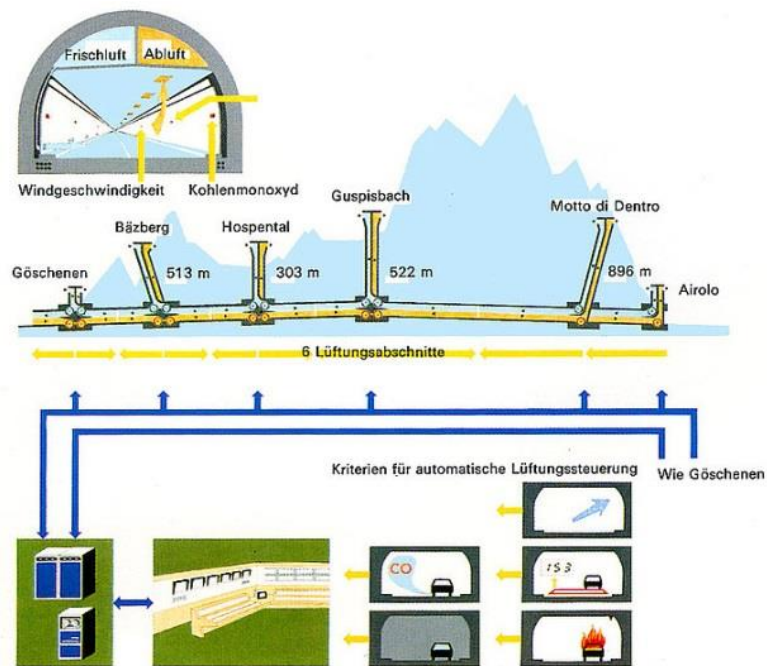 Frischluft Abluft
Windgeschwindigkeit Kohlenmonoxyd
Guspisbach
Motto di Dentro
Bäzberg
Hospental
Göschenen
513 m
303 m
522 m
896 m
Airolo
6 Lüftungsabschnitte
Kriterien für automatische Lüftungssteuerung
Wie Göschenen
CO
153